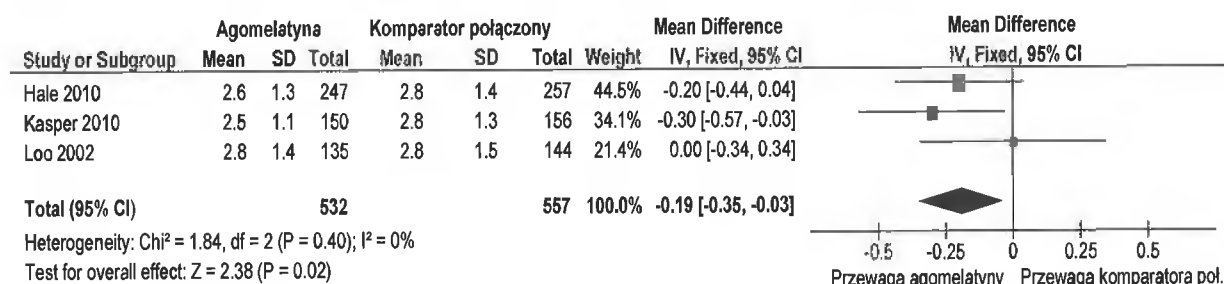 Agomelatyna Komparator połączony Mean Difference Mean Difference
Study or Subgroup Mean SD Total Mean SD Total Weight IV, Fixed, 95% CI IV, Fixed, 95% CI
Hale 2010 2.6 1.3 247 2.8 1.4 257 44.5% -0.20 [-0.44, 0.04]
Kasper 2010 2.5 1.1 150 2.8 1.3 156 34.1% -0.30 [-0.57, -0.03]
Loo 2002 2.8 1.4 135 2.8 1.5 144 21.4% 0.00 [-0.34, 0.34]
Total (95% CI) 532 557 100.0% -0.19 [-0.35, -0.03]
Heterogeneity: Chi² = 1.84, df = 2 (P = 0.40); I² = 0%
Test for overall effect: Z = 2.38 (P = 0.02)
-0.5 -0.25 0 0.25 0.5
Przewaga agomelatyny Przewaga komparatora poł.